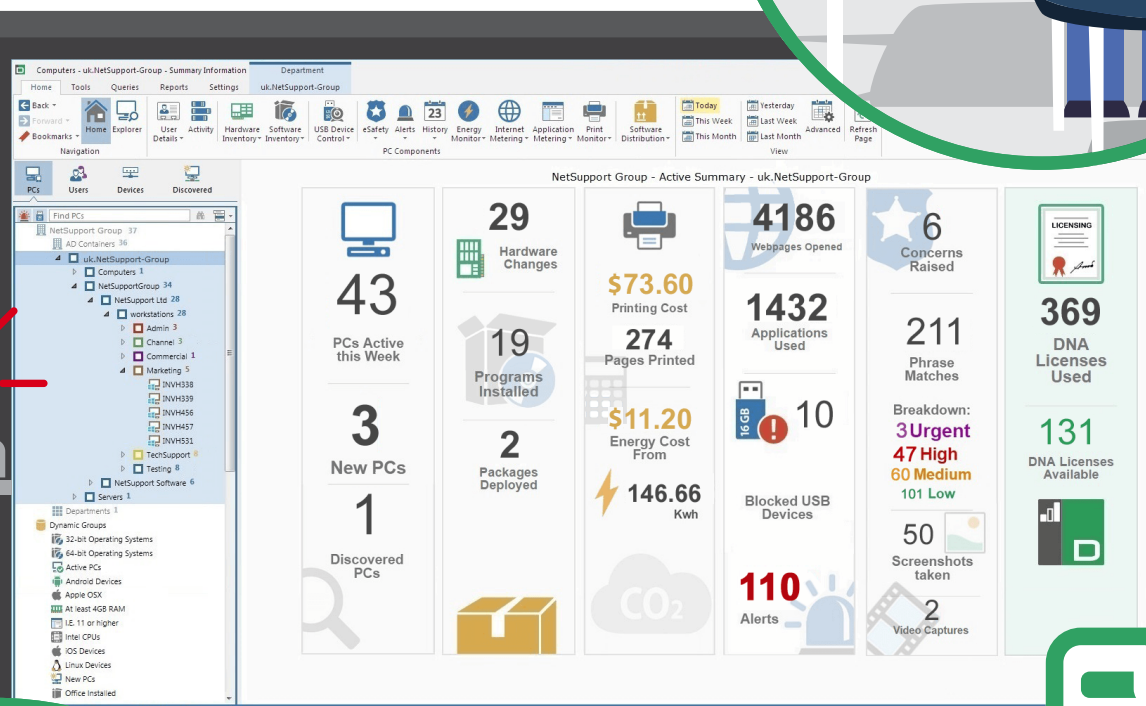 Computers - uk.NetSupport-Group - Summary Information
Department
Home Tools Queries Reports Settings uk.NetSupport-Group
Back
Forward
Bookmarks
Home
Explorer
Navigation
User Details
Activity
Hardware Inventory
Software Inventory
USB Device Control
eSafety
Alerts
23
History
Energy Monitor
Internet Metering
Application Metering
Print Monitor
Software Distribution
PC Components
Today
This Week
This Month
Yesterday
Last Week
Last Month
Advanced
Refresh Page
View
PCs Users Devices Discovered
Find PCs
NetSupport Group 37
AD Containers 36
uk.NetSupport-Group
Computers 1
NetSupportGroup 34
NetSupport Ltd 28
workstations 28
Admin 3
Channel 3
Commercial 1
Marketing 5
INVH338
INVH339
INVH456
INVH457
INVH531
TechSupport 8
Testing 8
NetSupport Software 6
Servers 1
Departments 1
Dynamic Groups
32-bit Operating Systems
64-bit Operating Systems
Active PCs
Android Devices
Apple OSX
At least 4GB RAM
I.E. 11 or higher
Intel CPUs
iOS Devices
Linux Devices
New PCs
Office Installed
NetSupport Group - Active Summary - uk.NetSupport-Group
43
PCs Active
this Week
3
New PCs
1
Discovered
PCs
29
Hardware
Changes
19
Programs
Installed
2
Packages
Deployed
$73.60
Printing Cost
274
Pages Printed
$11.20
Energy Cost
From
146.66
Kwh
CO2
4186
Webpages Opened
1432
Applications
Used
16 GB
10
Blocked USB
Devices
110
Alerts
6
Concerns
Raised
211
Phrase
Matches
Breakdown:
3 Urgent
47 High
60 Medium
101 Low
50
Screenshots
taken
2
Video Captures
LICENSING
369
DNA
Licenses
Used
131
DNA Licenses
Available
D